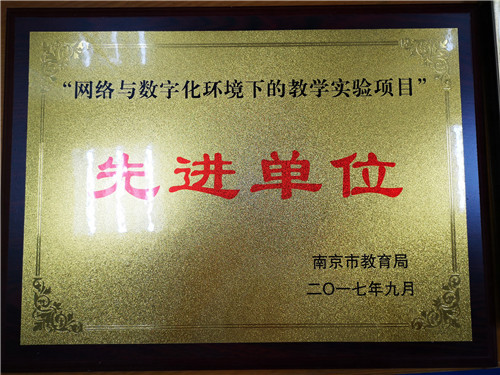 “网络与数字化环境下的教学实验项目”
先进单位
南京市教育局
二〇一七年九月